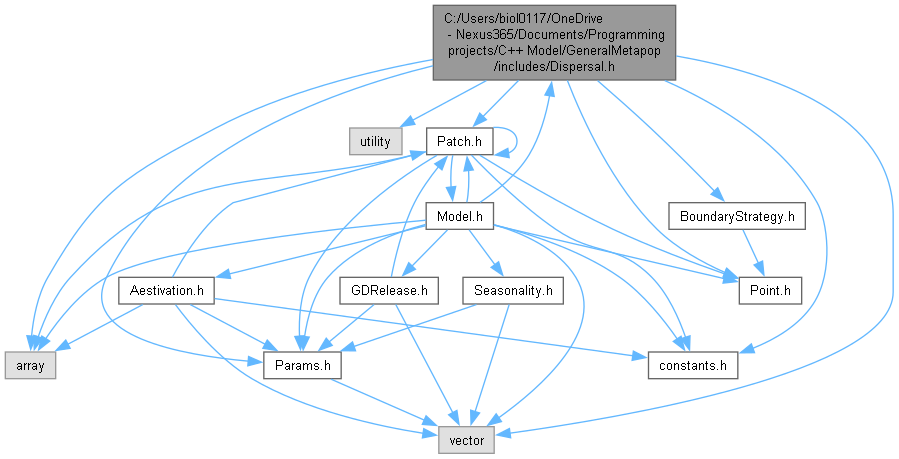 C:/Users/biol0117/OneDrive
- Nexus365/Documents/Programming
projects/C++ Model/GeneralMetapop
/includes/Dispersal.h
utility
Patch.h
Model.h
BoundaryStrategy.h
Aestivation.h
GDRelease.h
Seasonality.h
Point.h
array
Params.h
constants.h
vector